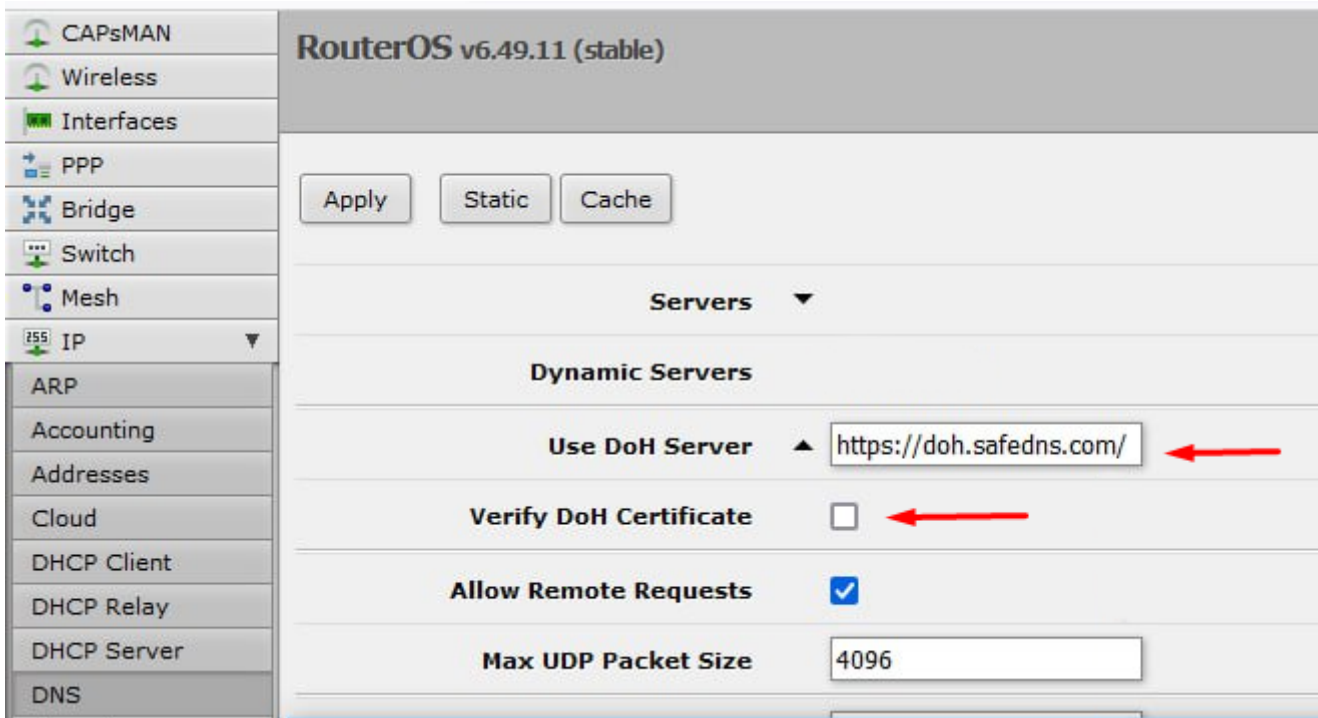 CAPsMAN
Wireless
Interfaces
PPP
Bridge
Switch
Mesh
255 IP
ARP
Accounting
Addresses
Cloud
DHCP Client
DHCP Relay
DHCP Server
DNS
RouterOS v6.49.11 (stable)
Apply Static Cache
Servers
Dynamic Servers
Use DoH Server https://doh.safedns.com/
Verify DoH Certificate
Allow Remote Requests
Max UDP Packet Size 4096